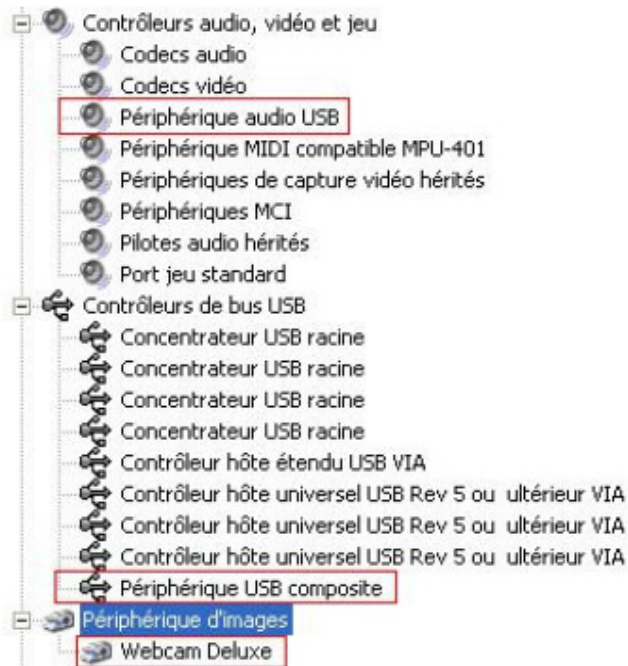 Contrôleurs audio, vidéo et jeu
Codecs audio
Codecs vidéo
Périphérique audio USB
Périphérique MIDI compatible MPU-401
Périphériques de capture vidéo hérités
Périphériques MCI
Pilotes audio hérités
Port jeu standard
Contrôleurs de bus USB
Concentrateur USB racine
Concentrateur USB racine
Concentrateur USB racine
Concentrateur USB racine
Contrôleur hôte étendu USB VIA
Contrôleur hôte universel USB Rev 5 ou ultérieur VIA
Contrôleur hôte universel USB Rev 5 ou ultérieur VIA
Contrôleur hôte universel USB Rev 5 ou ultérieur VIA
Périphérique USB composite
Périphérique d'images
Webcam Deluxe